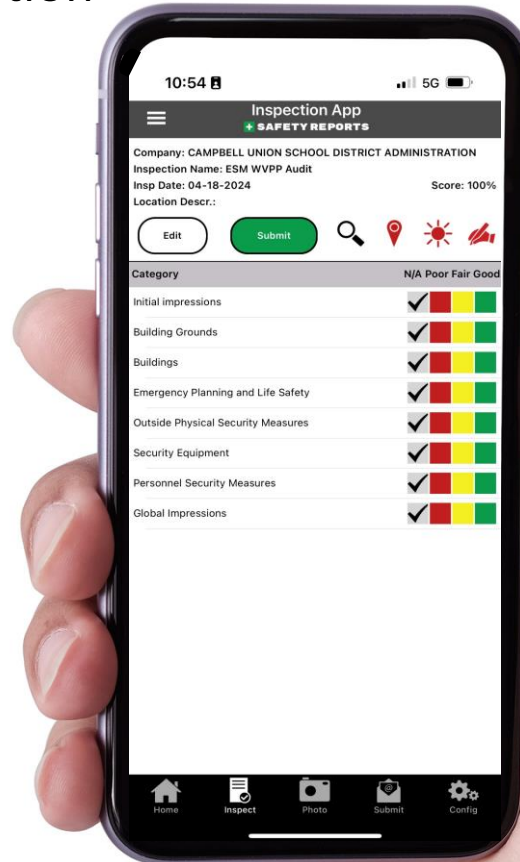 10:54
5G
Inspection App
SAFETY REPORTS
Company: CAMPBELL UNION SCHOOL DISTRICT ADMINISTRATION
Inspection Name: ESM WVPP Audit
Insp Date: 04-18-2024 Score: 100%
Location Descr.:
Edit Submit
Category N/A Poor Fair Good
Initial impressions
Building Grounds
Buildings
Emergency Planning and Life Safety
Outside Physical Security Measures
Security Equipment
Personnel Security Measures
Global Impressions
Home Inspect Photo Submit Config